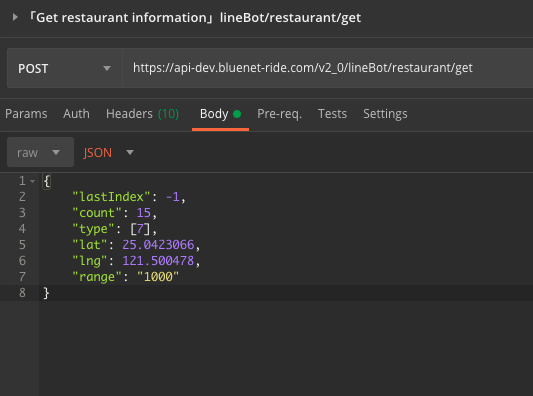 「Get restaurant information」lineBot/restaurant/get
POST https://api-dev.bluenet-ride.com/v2_0/lineBot/restaurant/get
Params Auth Headers (10) Body Pre-req. Tests Settings
raw JSON
1 {
2 "lastIndex": -1,
3 "count": 15,
4 "type": [7],
5 "lat": 25.0423066,
6 "lng": 121.500478,
7 "range": "1000"
8 }